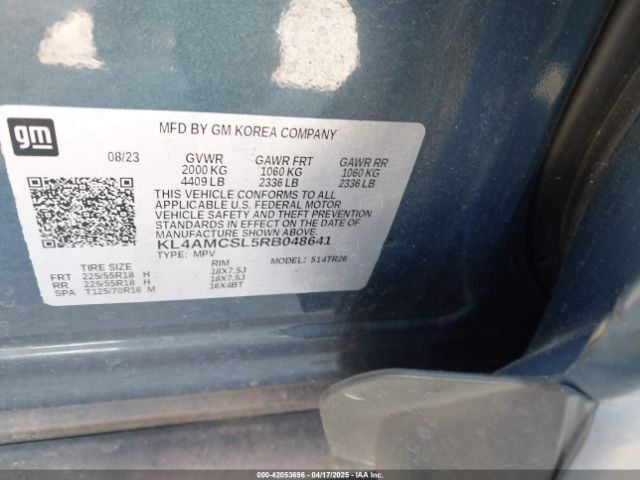 gm
MFD BY GM KOREA COMPANY
08/23 GVWR GAWR FRT GAWR RR
2000 KG 1060 KG 1060 KG
4409 LB 2336 LB 2336 LB
THIS VEHICLE CONFORMS TO ALL
APPLICABLE U.S. FEDERAL MOTOR
VEHICLE SAFETY AND THEFT PREVENTION
STANDARDS IN EFFECT ON THE DATE OF
MANUFACTURE SHOWN ABOVE.
KL4AMCSL5RB048641
TYPE: MPV MODEL: 514TR26
TIRE SIZE RIM
FRT 225/55R18 H 18X7.5J
RR 225/55R18 H 18X7.5J
SPA T125/70R16 M 16X4BT
000-42053696 - 04/17/2025 - IAAI.COM